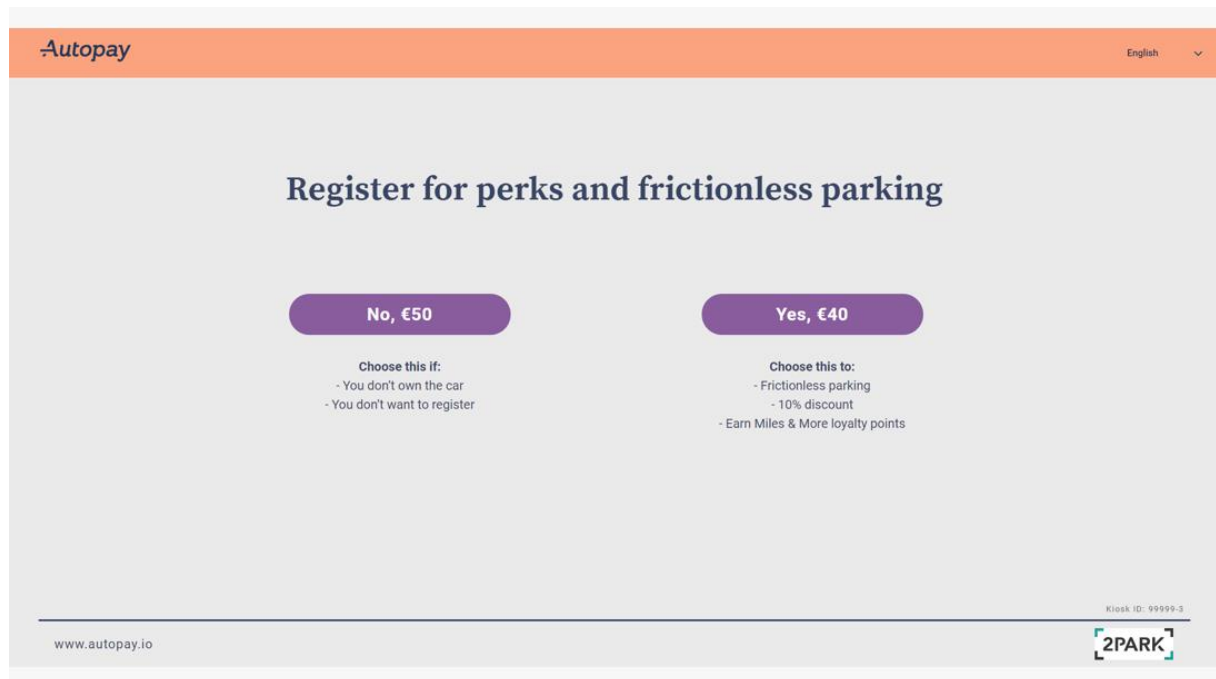 Autopay
English
Register for perks and frictionless parking
No, €50
Choose this if:
- You don't own the car
- You don't want to register
Yes, €40
Choose this to:
- Frictionless parking
- 10% discount
- Earn Miles & More loyalty points
Kiosk ID: 99999-3
www.autopay.io
2PARK